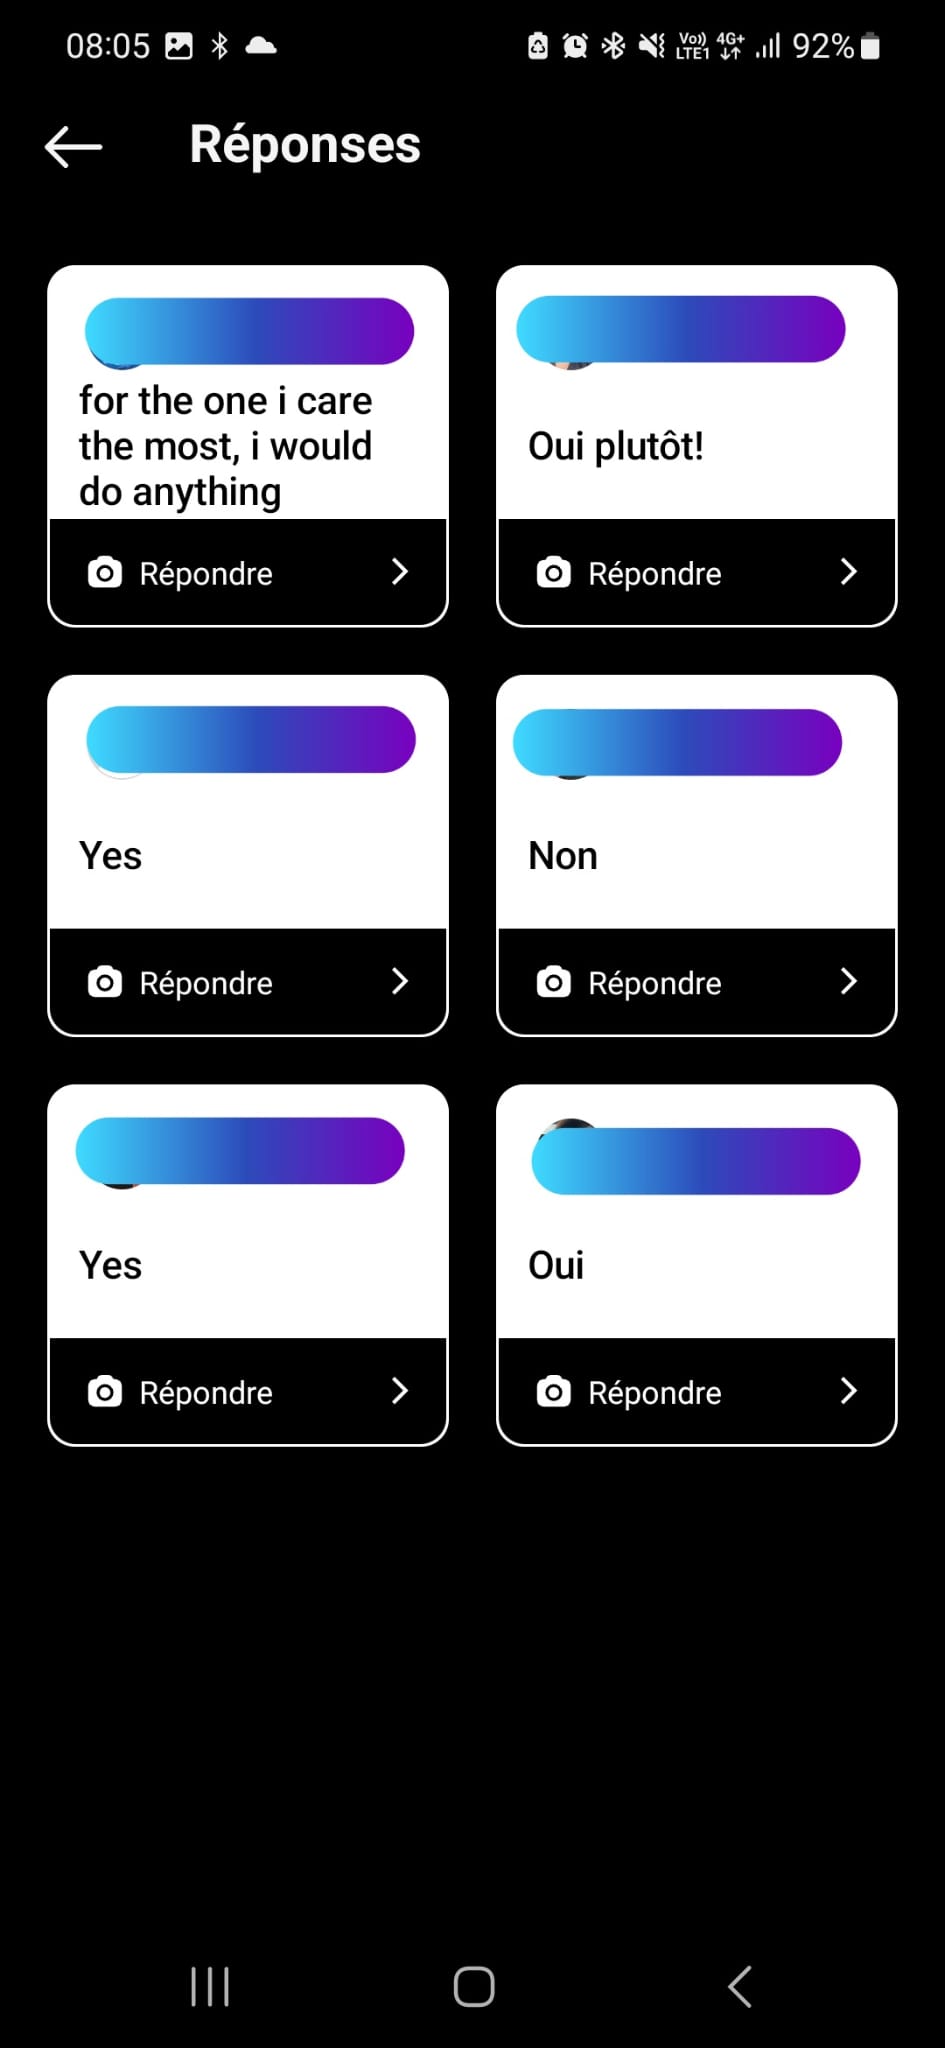 08:05 Vo)) LTE1 4G+ 92%
Réponses
for the one i care
the most, i would
do anything
Répondre
Oui plutôt!
Répondre
Yes
Répondre
Non
Répondre
Yes
Répondre
Oui
Répondre